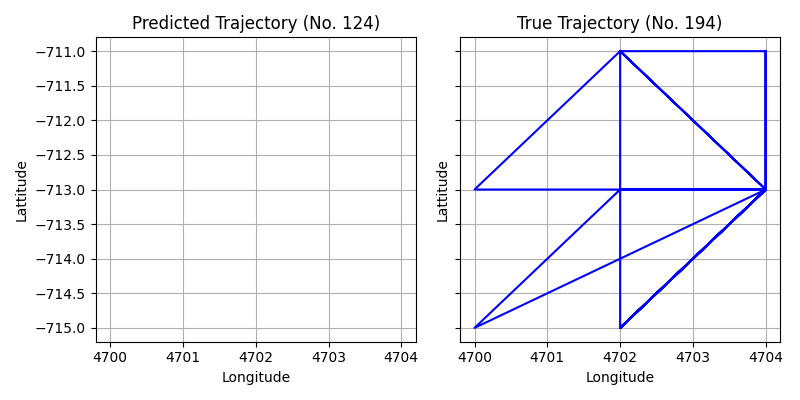 Predicted Trajectory (No. 124)
True Trajectory (No. 194)
Lattitude
−711.0
−711.5
−712.0
−712.5
−713.0
−713.5
−714.0
−714.5
−715.0
4700 4701 4702 4703 4704
Longitude
Lattitude
4700 4701 4702 4703 4704
Longitude